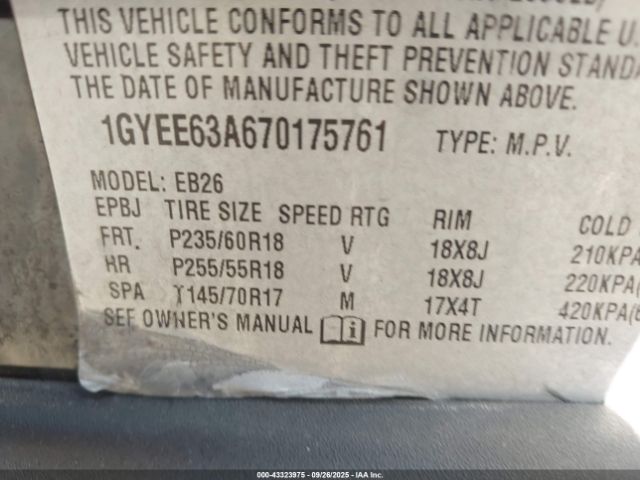 THIS VEHICLE CONFORMS TO ALL APPLICABLE U.
VEHICLE SAFETY AND THEFT PREVENTION STANDA
THE DATE OF MANUFACTURE SHOWN ABOVE.
1GYEE63A670175761 TYPE: M.P.V.
MODEL: EB26
EPBJ TIRE SIZE SPEED RTG RIM COLD
FRT. P235/60R18 V 18X8J 210KPA
RR P255/55R18 V 18X8J 220KPA(
SPA T145/70R17 M 17X4T 420KPA(6
SEE OWNER'S MANUAL i FOR MORE INFORMATION.
000-43323975 - 09/26/2025 - IAA Inc.